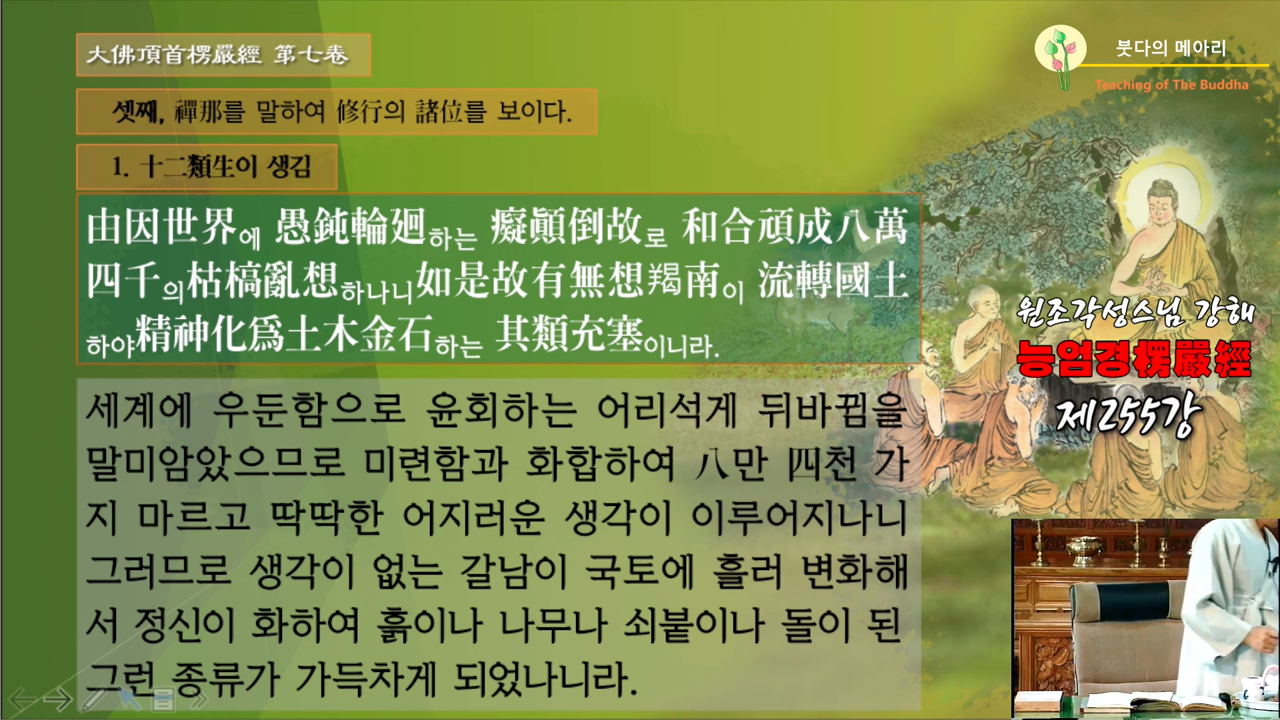 大佛頂首楞嚴經 第七卷
붓다의 메아리
Teaching of The Buddha
셋째, 禪那를 말하여 修行의 諸位를 보이다.
1. 十二類生이 생김
由因世界에 愚鈍輪廻하는 癡顚倒故로 和合頑成八萬
四千의枯槁亂想하나니如是故有無想羯南이 流轉國土
하야精神化爲土木金石하는 其類充塞이니라.
원조각성스님 강해
능엄경楞嚴經
제255강
세계에 우둔함으로 윤회하는 어리석게 뒤바뀜을
말미암았으므로 미련함과 화합하여 八만 四천 가
지 마르고 딱딱한 어지러운 생각이 이루어지나니
그러므로 생각이 없는 갈남이 국토에 흘러 변화해
서 정신이 화하여 흙이나 나무나 쇠붙이나 돌이 된
그런 종류가 가득차게 되었나니라.